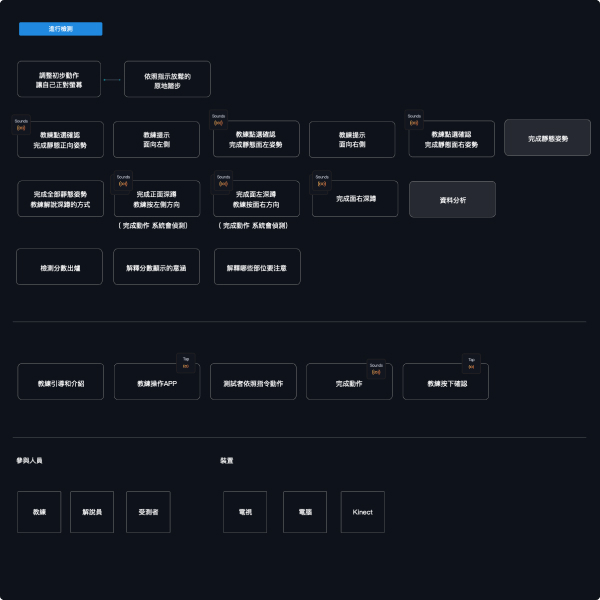 進行檢測
調整初步動作
讓自己正對螢幕
依照指示放鬆的
原地踏步
Sounds
教練點選確認
完成靜態正向姿勢
教練提示
面向左側
Sounds
教練點選確認
完成靜態面左姿勢
教練提示
面向右側
Sounds
教練點選確認
完成靜態面右姿勢
完成靜態姿勢
完成全部靜態姿勢
教練解說深蹲的方式
Sounds
完成正面深蹲
教練按左側方向
( 完成動作 系統會偵測)
Sounds
完成面左深蹲
教練按面右方向
( 完成動作 系統會偵測)
Sounds
完成面右深蹲
資料分析
檢測分數出爐
解釋分數顯示的意涵
解釋哪些部位要注意
教練引導和介紹
Tap
教練操作APP
測試者依照指令動作
Sounds
完成動作
Tap
教練按下確認
參與人員
裝置
教練
解說員
受測者
電視
電腦
Kinect